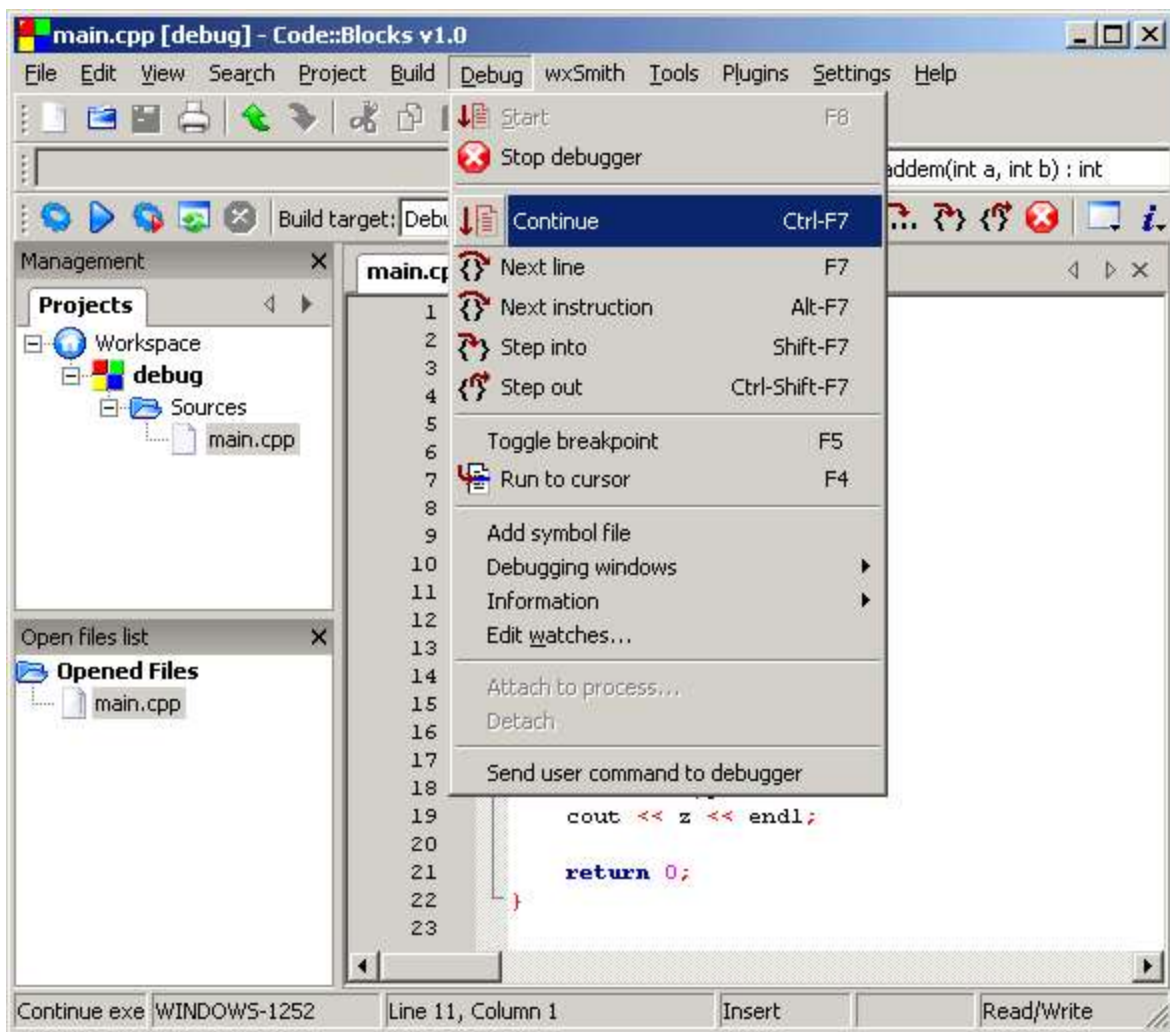 main.cpp [debug] - Code::Blocks v1.0
File Edit View Search Project Build Debug wxSmith Tools Plugins Settings Help
Start F8
Stop debugger
addem(int a, int b) : int
Build target: Debu
Continue Ctrl-F7
Management
main.cp
Next line F7
Projects
Next instruction Alt-F7
Workspace
Step into Shift-F7
debug
Step out Ctrl-Shift-F7
Sources
main.cpp
Toggle breakpoint F5
Run to cursor F4
Add symbol file
Debugging windows
Information
Edit watches...
Open files list
Opened Files
main.cpp
Attach to process...
Detach
Send user command to debugger
1
2
3
4
5
6
7
8
9
10
11
12
13
14
15
16
17
18
19 cout << z << endl;
20
21 return 0;
22 }
23
Continue exe WINDOWS-1252 Line 11, Column 1 Insert Read/Write